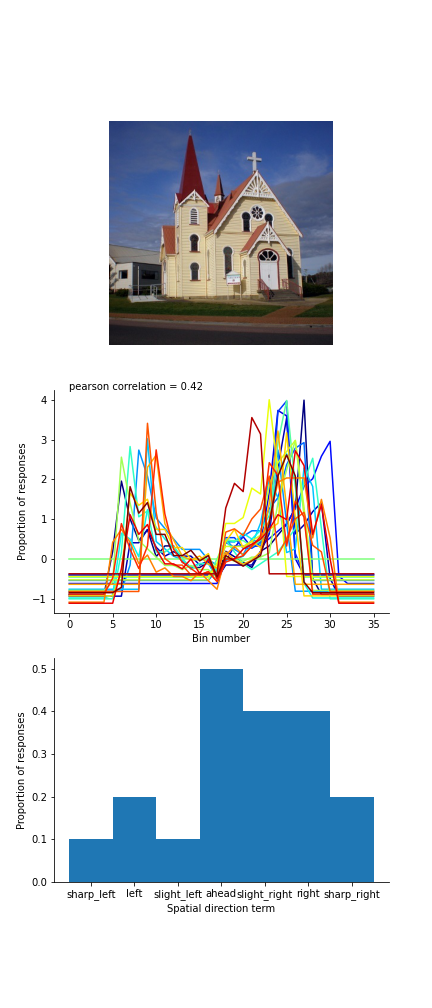 pearson correlation = 0.42
4
3
2
1
0
−1
Proportion of responses
0 5 10 15 20 25 30 35
Bin number
0.5
0.4
0.3
0.2
0.1
0.0
Proportion of responses
sharp_left left slight_left ahead slight_right right sharp_right
Spatial direction term